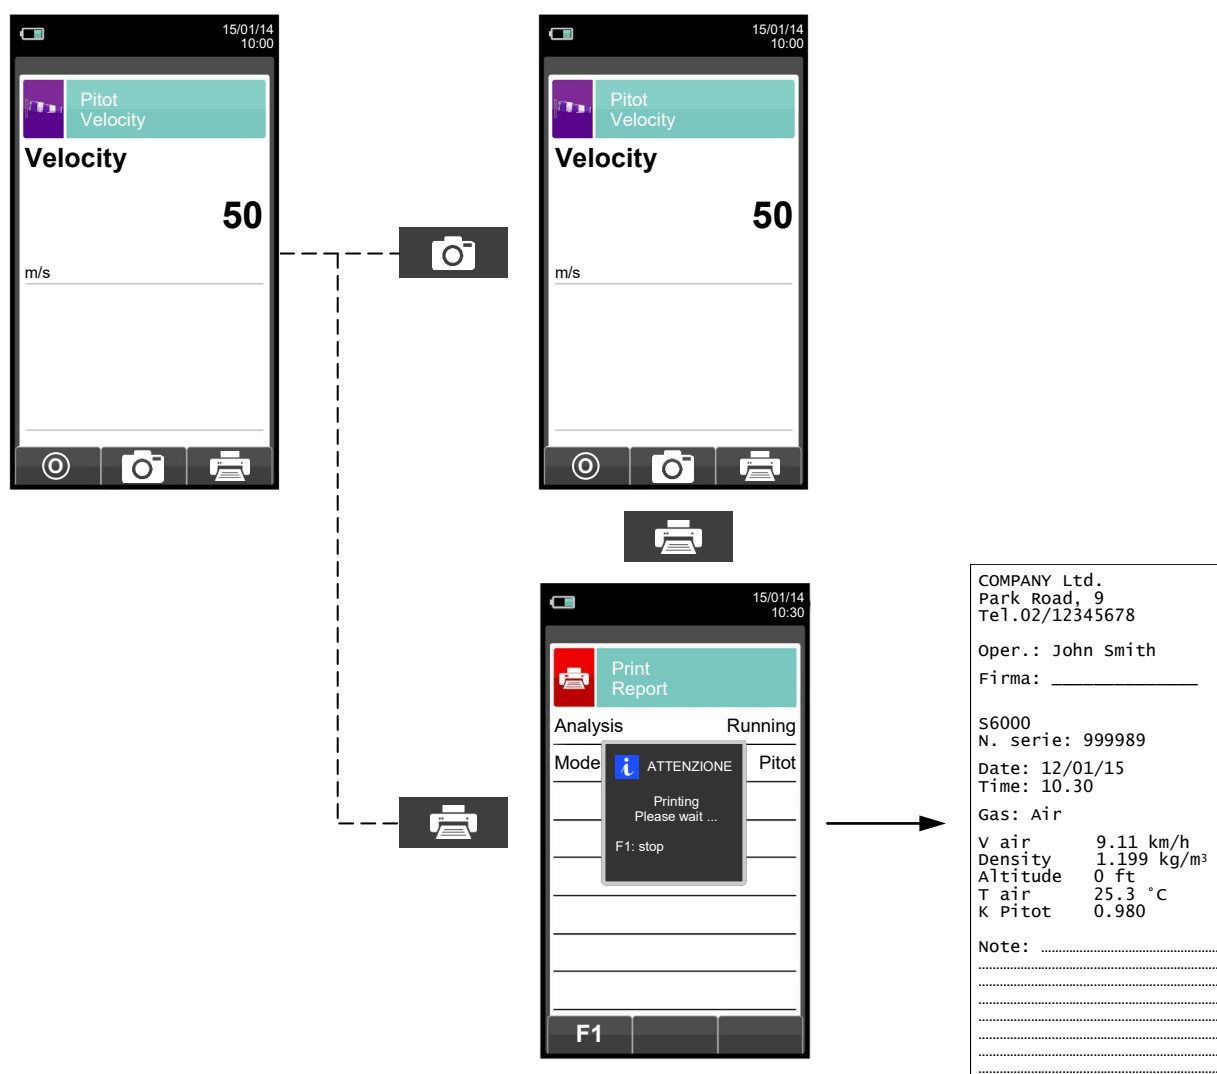 15/01/14
10:00
Pitot
Velocity
Velocity
50
m/s
O
15/01/14
10:00
Pitot
Velocity
Velocity
50
m/s
O
15/01/14
10:30
Print
Report
Analysis Running
Mode Pitot
i ATTENZIONE
Printing
Please wait ...
F1: stop
F1
COMPANY Ltd.
Park Road, 9
Tel.02/12345678
Oper.: John Smith
Firma: ______________
S6000
N. serie: 999989
Date: 12/01/15
Time: 10.30
Gas: Air
V air 9.11 km/h
Density 1.199 kg/m³
Altitude 0 ft
T air 25.3 °C
K Pitot 0.980
Note: ......................................